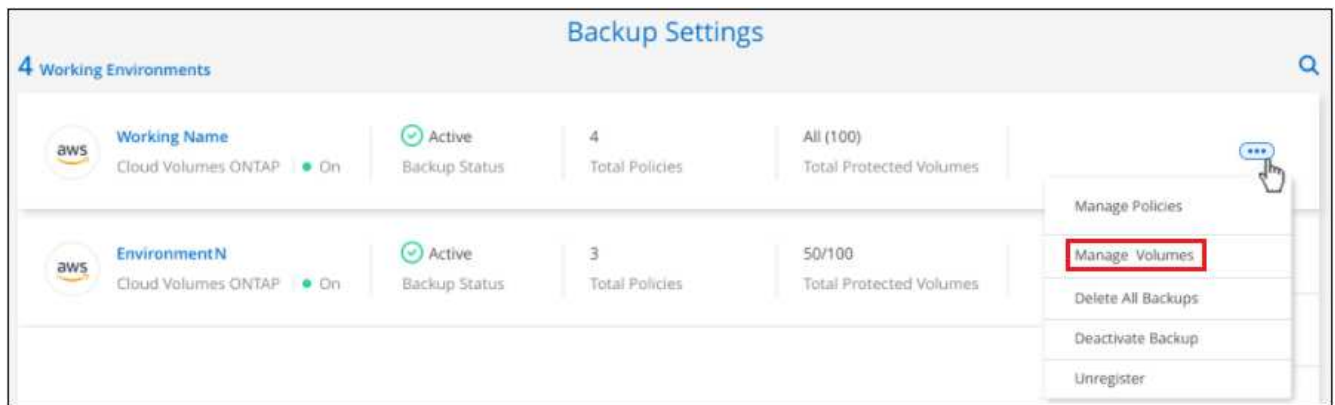 Backup Settings
4 Working Environments
aws
Working Name
Cloud Volumes ONTAP
On
Active
Backup Status
4
Total Policies
All (100)
Total Protected Volumes
Manage Policies
Manage Volumes
Delete All Backups
Deactivate Backup
Unregister
aws
EnvironmentN
Cloud Volumes ONTAP
On
Active
Backup Status
3
Total Policies
50/100
Total Protected Volumes